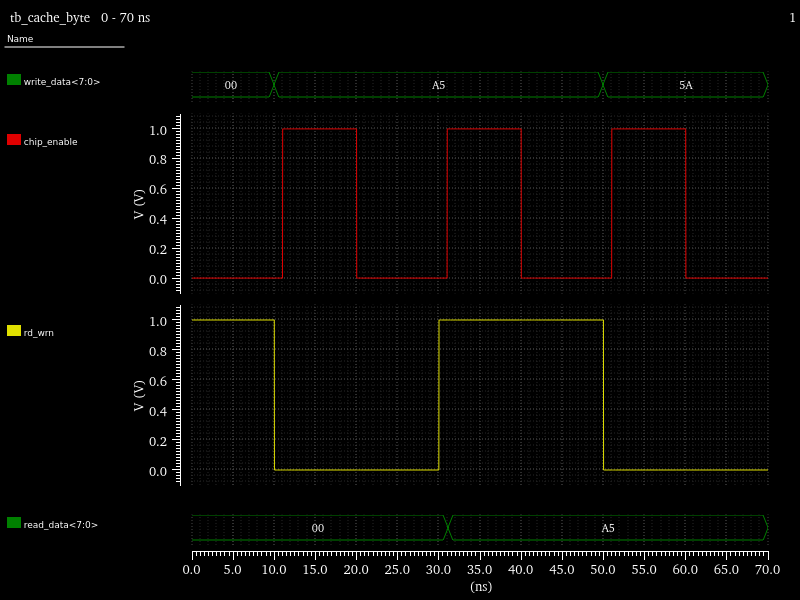 tb_cache_byte 0 - 70 ns 1
Name
write_data<7:0> 00 A5 5A
chip_enable
1.0
0.8
0.6
0.4
0.2
0.0
V (V)
rd_wrn
1.0
0.8
0.6
0.4
0.2
0.0
V (V)
read_data<7:0> 00 A5
0.0 5.0 10.0 15.0 20.0 25.0 30.0 35.0 40.0 45.0 50.0 55.0 60.0 65.0 70.0
(ns)